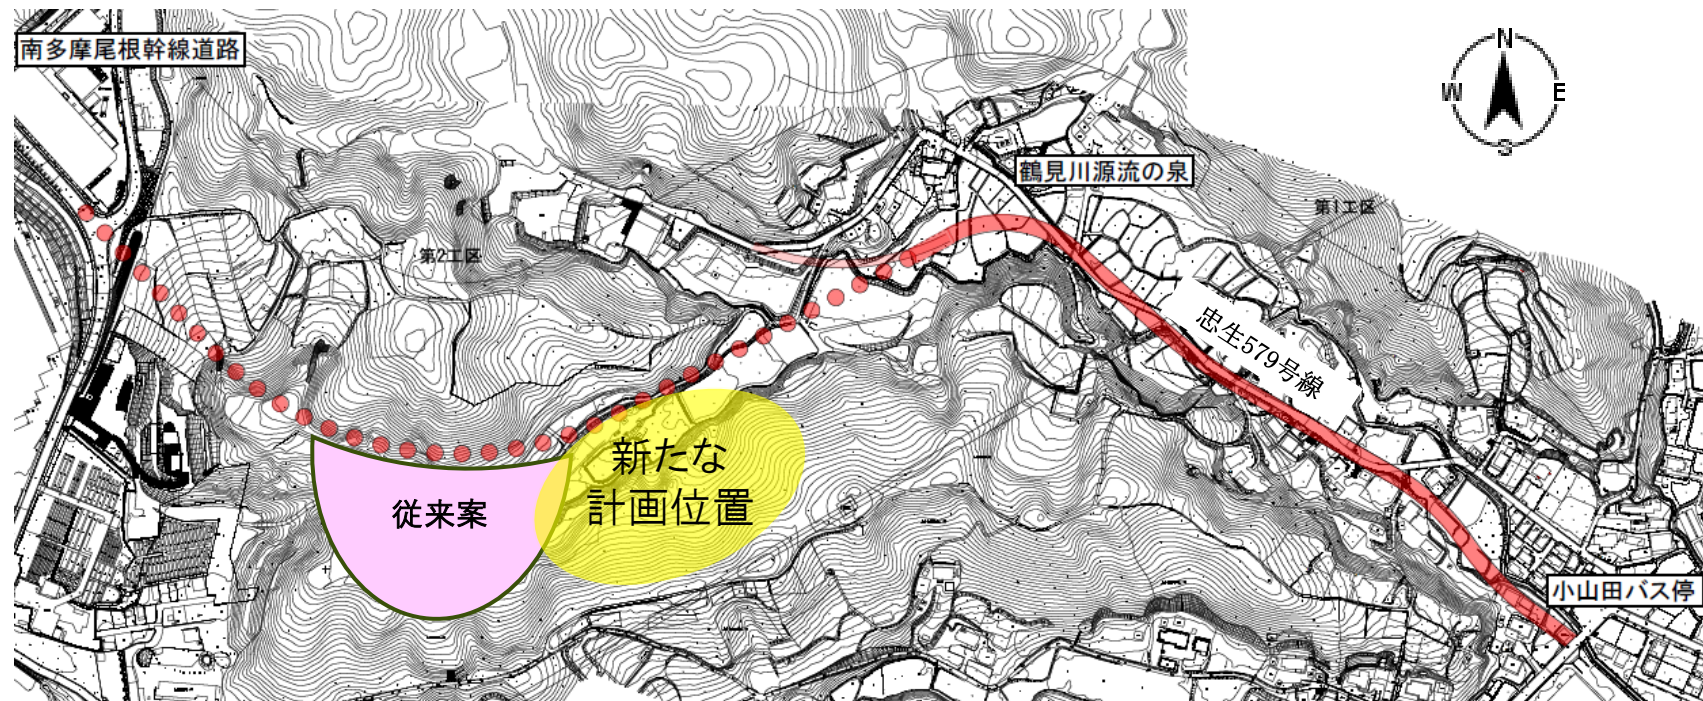 南多摩尾根幹線道路
N
W
E
S
鶴見川源流の泉
第1工区
第2工区
忠生579号線
新たな
計画位置
従来案
小山田バス停